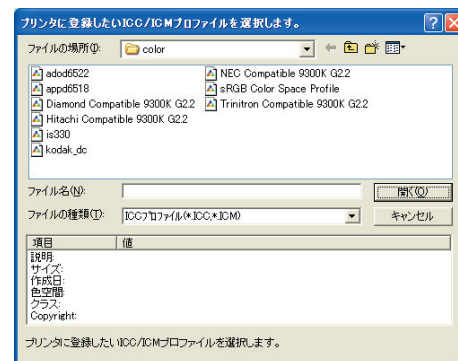 プリンタに登録したいICC/ICMプロファイルを選択します。
ファイルの場所(I): color
adod6522
appd6518
Diamond Compatible 9300K G2.2
Hitachi Compatible 9300K G2.2
is330
kodak_dc
NEC Compatible 9300K G2.2
sRGB Color Space Profile
Trinitron Compatible 9300K G2.2
ファイル名(N): 開く(O)
ファイルの種類(T): ICCプロファイル(*.ICC,*.ICM) キャンセル
項目 値
説明:
サイズ:
作成日:
色空間:
クラス:
Copyright:
プリンタに登録したいICC/ICMプロファイルを選択します。